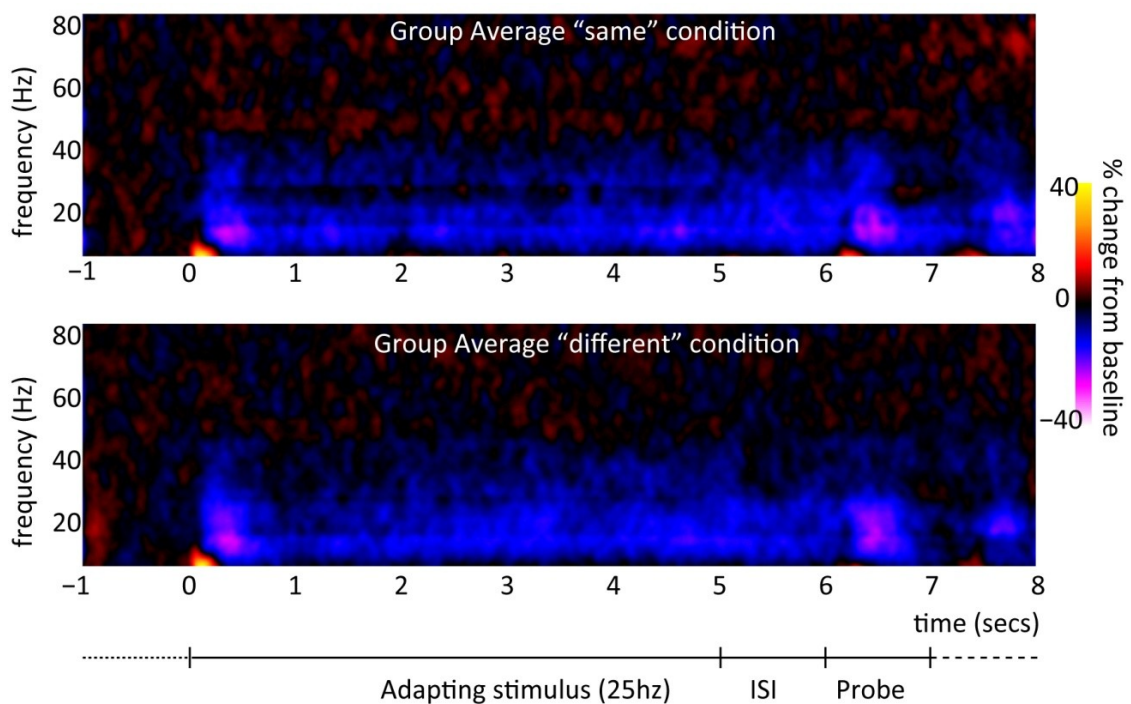 Group Average “same” condition
frequency (Hz)
80
60
40
20
−1 0 1 2 3 4 5 6 7 8
% change from baseline
40
0
−40
Group Average “different” condition
frequency (Hz)
80
60
40
20
−1 0 1 2 3 4 5 6 7 8
time (secs)
Adapting stimulus (25hz) ISI Probe